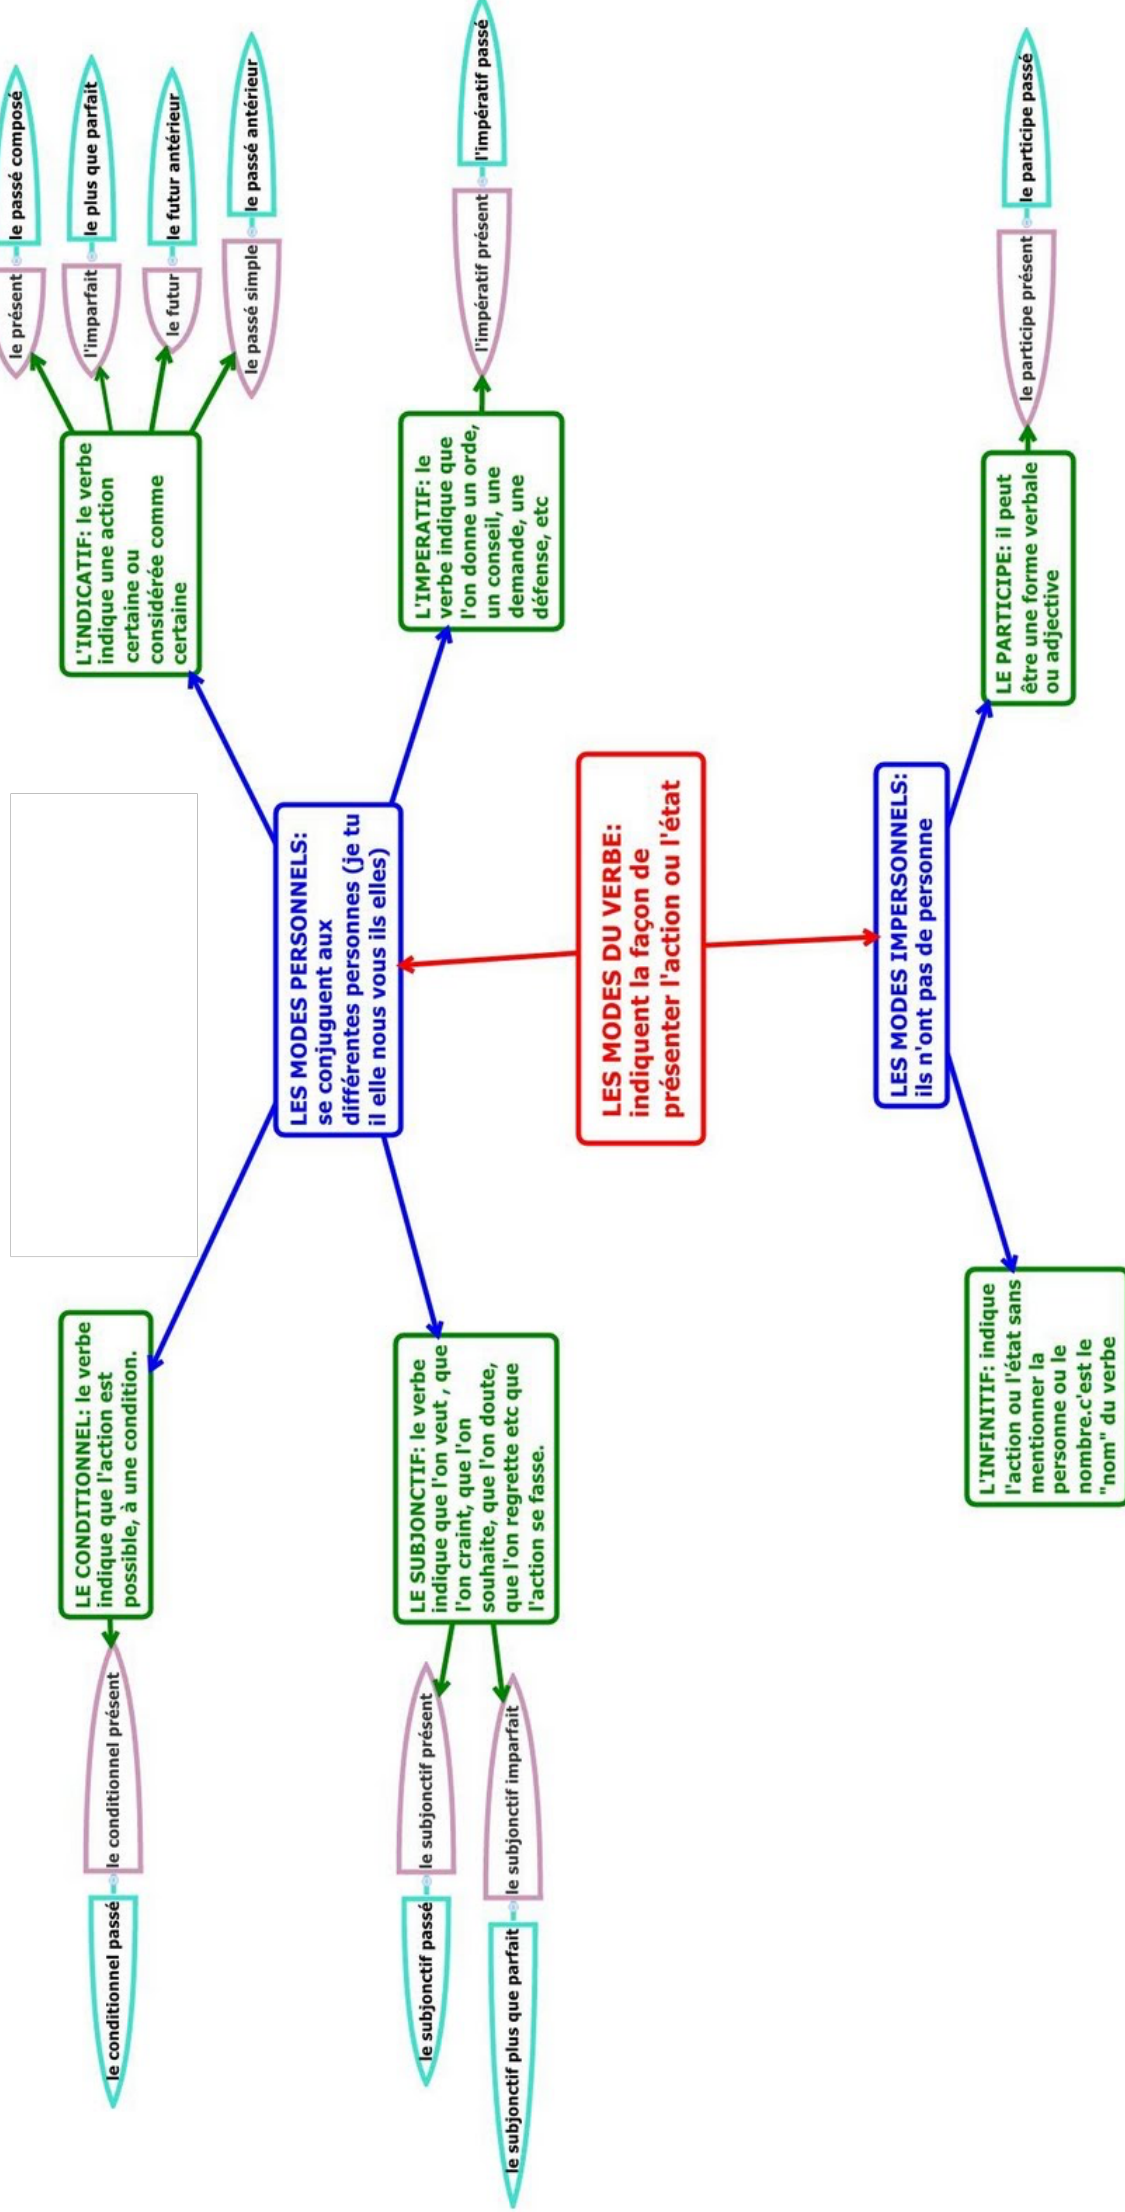 le conditionnel passé
le conditionnel présent
LE CONDITIONNEL: le verbe
indique que l'action est
possible, à une condition.
L'INDICATIF: le verbe
indique une action
certaine ou
considérée comme
certaine
le présent
le passé composé
l'imparfait
le plus que parfait
le futur
le futur antérieur
le passé simple
le passé antérieur
LES MODES PERSONNELS:
se conjuguent aux
différentes personnes (je tu
il elle nous vous ils elles)
le subjonctif passé
le subjonctif présent
le subjonctif plus que parfait
le subjonctif imparfait
LE SUBJONCTIF: le verbe
indique que l'on veut , que
l'on craint, que l'on
souhaite, que l'on doute,
que l'on regrette etc que
l'action se fasse.
L'IMPERATIF: le
verbe indique que
l'on donne un orde,
un conseil, une
demande, une
défense, etc
l'impératif présent
l'impératif passé
LES MODES DU VERBE:
indiquent la façon de
présenter l'action ou l'état
LES MODES IMPERSONNELS:
ils n'ont pas de personne
L'INFINITIF: indique
l'action ou l'état sans
mentionner la
personne ou le
nombre.c'est le
"nom" du verbe
LE PARTICIPE: il peut
être une forme verbale
ou adjective
le participe présent
le participe passé